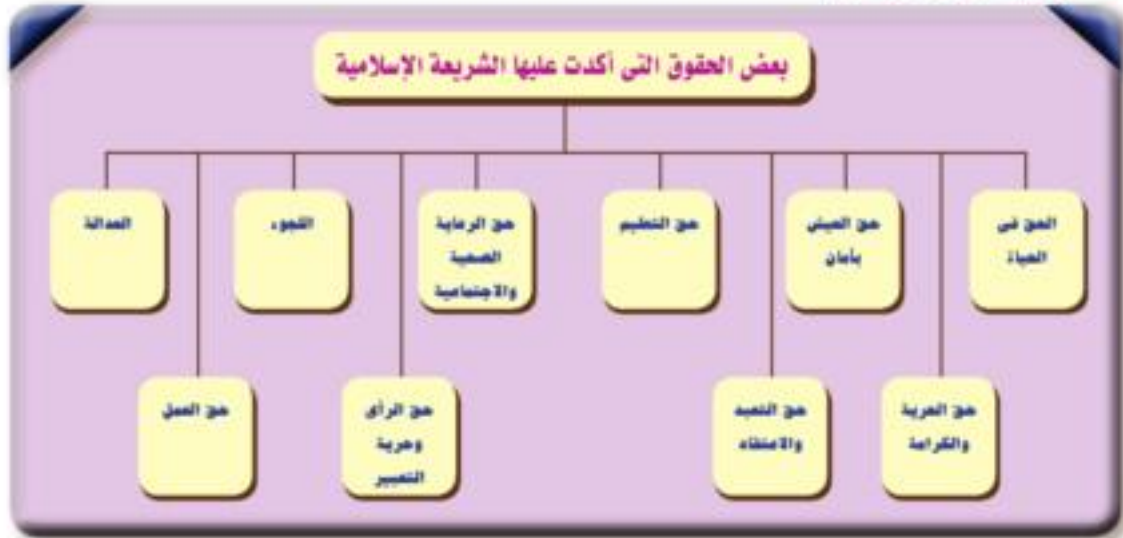 بعض الحقوق التى أكدت عليها الشريعة الإسلامية
الحق فى
الحياة
حق العيش
بأمان
حق التعليم
حق الرعاية
الصحية
والاجتماعية
اللجوء
العدالة
حق الحرية
والكرامة
حق التعبد
والاعتقاد
حق الرأى
وحرية
التعبير
حق العمل